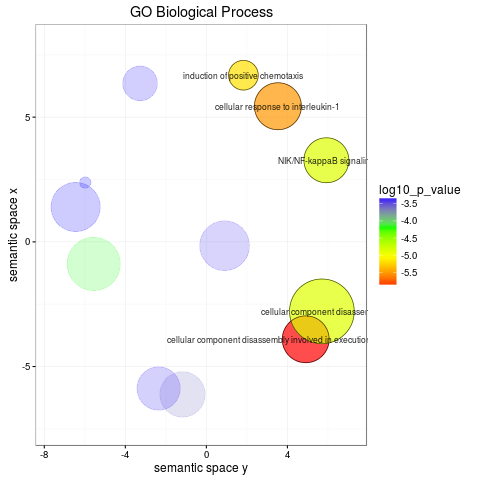 GO Biological Process
induction of positive chemotaxis
cellular response to interleukin-1
NIK/NF-kappaB signalin
cellular component disassem
cellular component disassembly involved in execution
semantic space x
5
0
-5
-8
-4
0
4
semantic space y
log10_p_value
-3.5
-4.0
-4.5
-5.0
-5.5